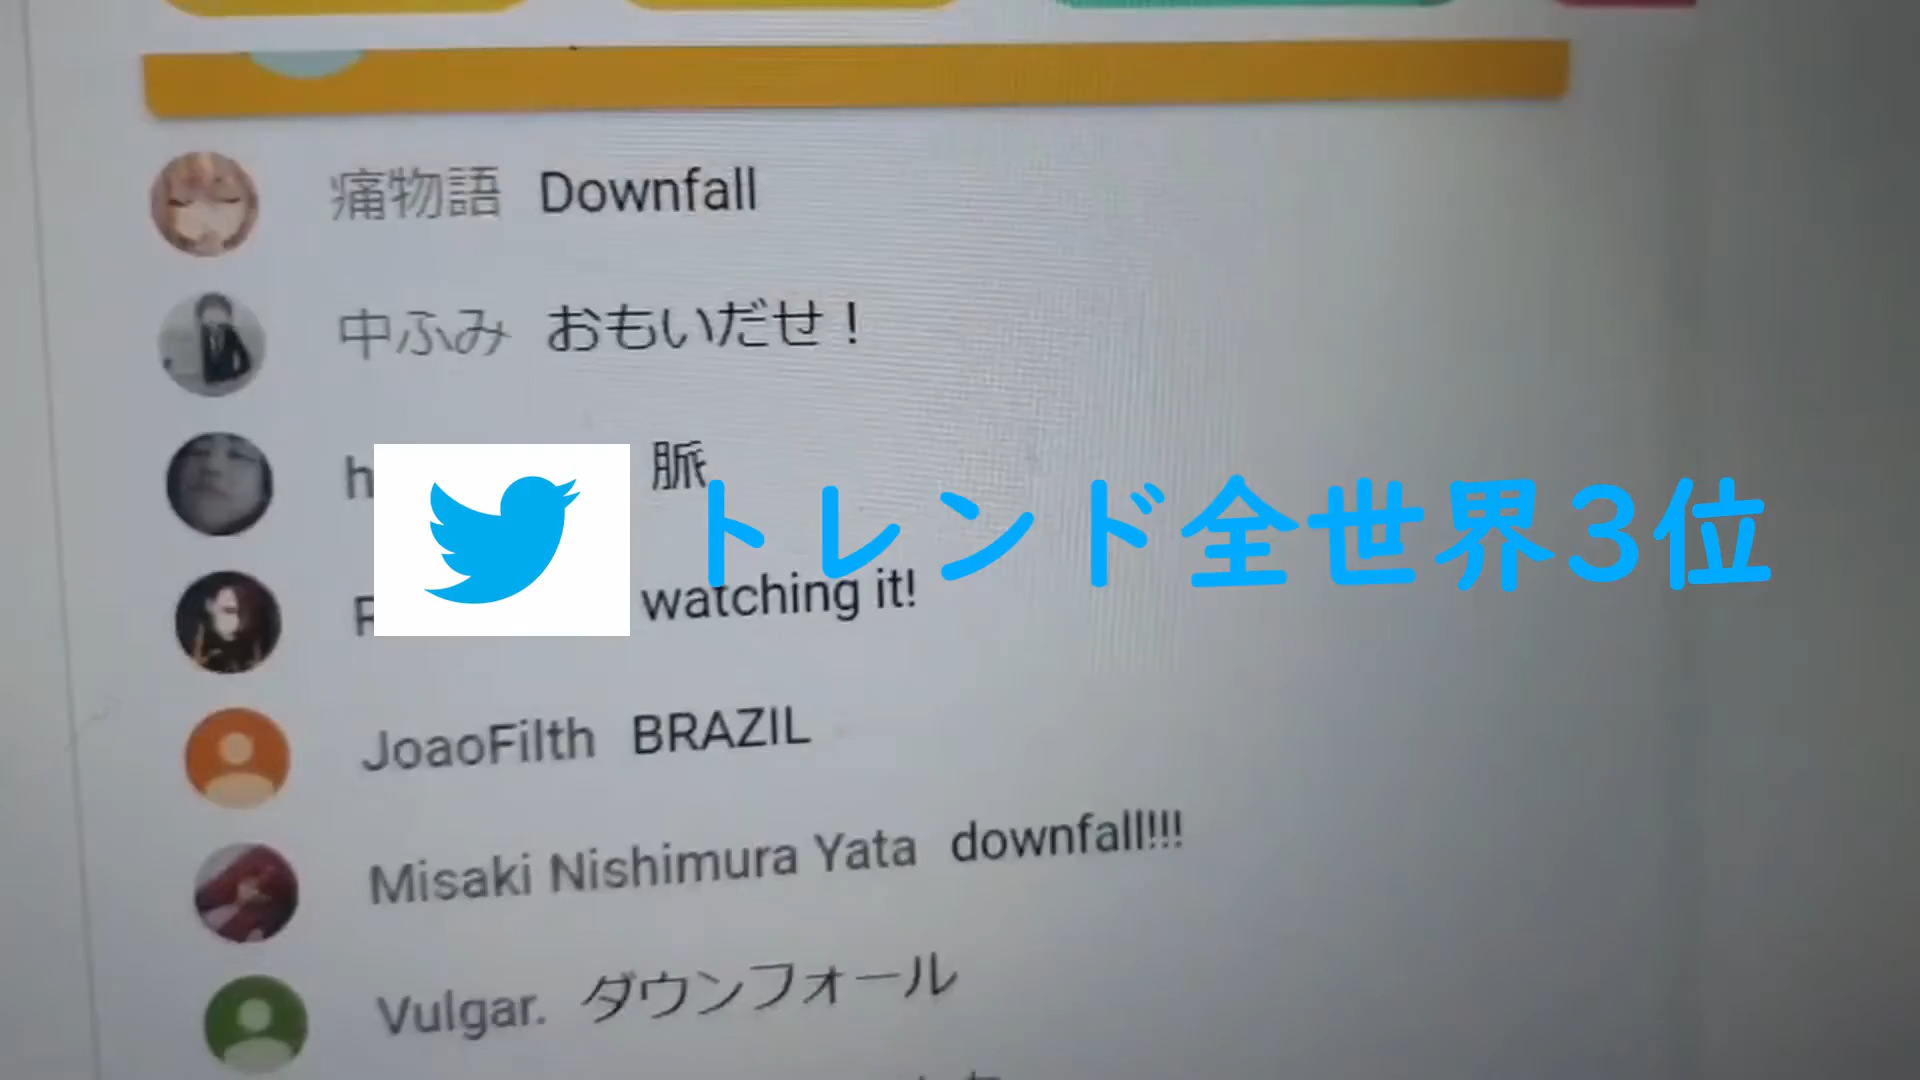 痛物語 Downfall
中ふみ おもいだせ！
h 脈
トレンド全世界3位
watching it!
JoaoFilth BRAZIL
Misaki Nishimura Yata downfall!!!
Vulgar. ダウンフォール